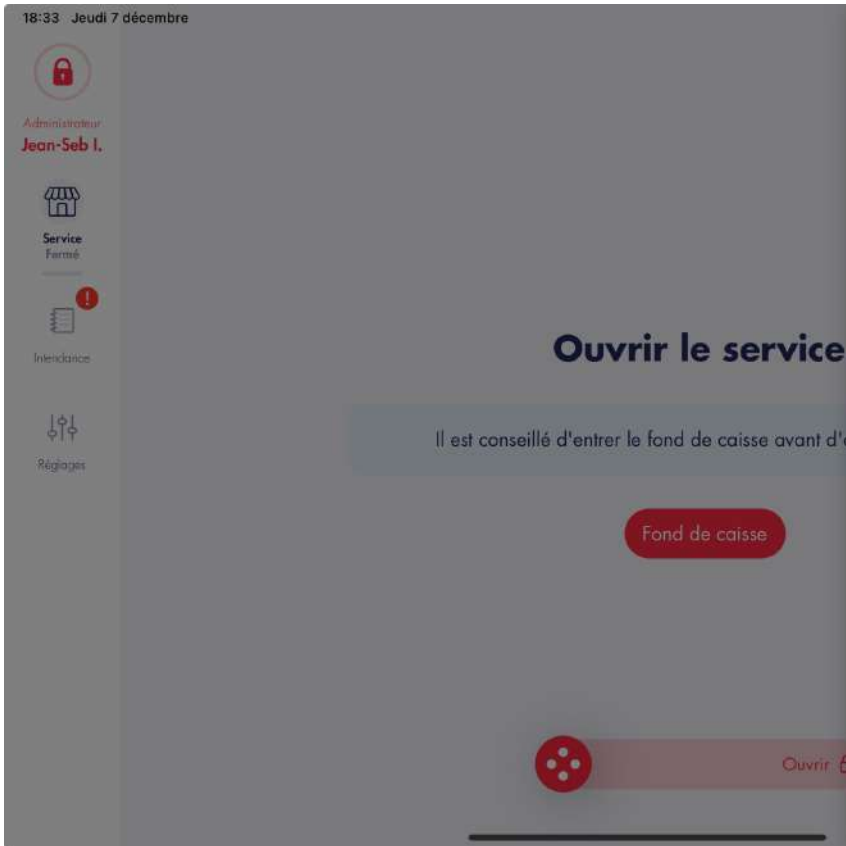 18:33 Jeudi 7 décembre
Administrateur
Jean-Seb I.
Service
Fermé
!
Intendance
Réglages
Ouvrir le service
Il est conseillé d'entrer le fond de caisse avant d'
Fond de caisse
Ouvrir